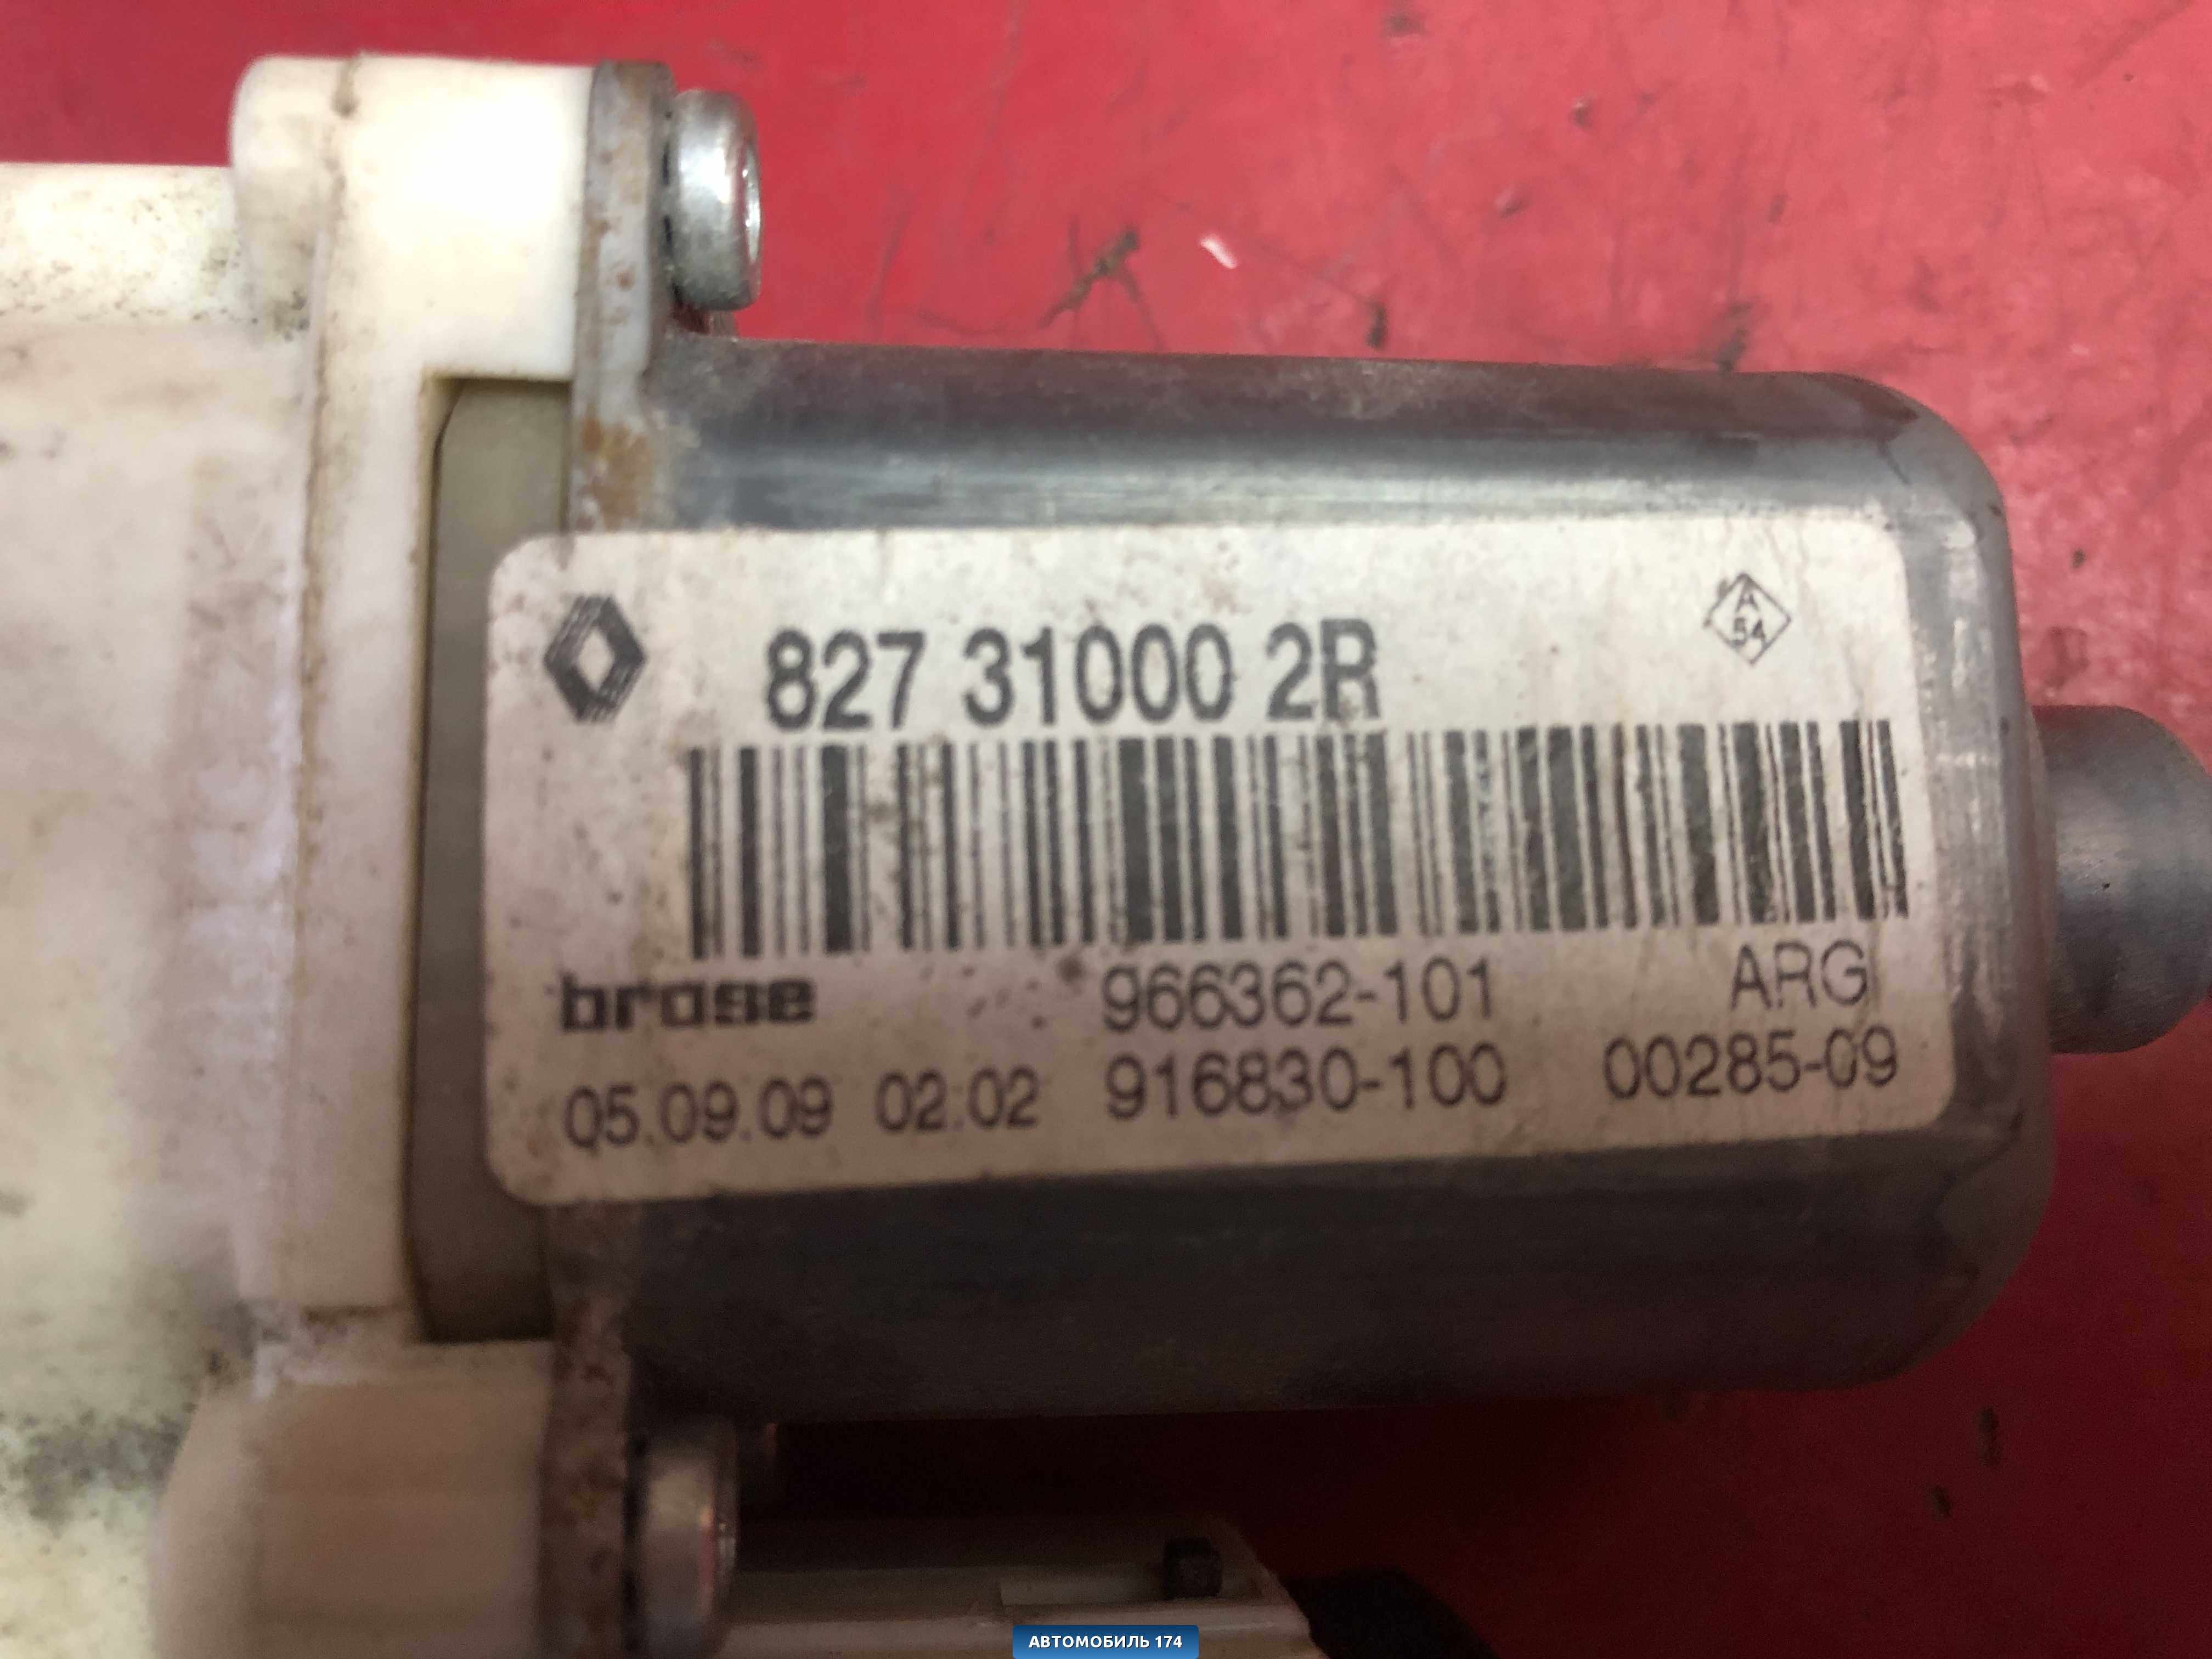 827 31000 2R
A
54
brose 966362-101 ARG
05.09.09 02.02 916830-100 00285-09
АВТОМОБИЛЬ 174